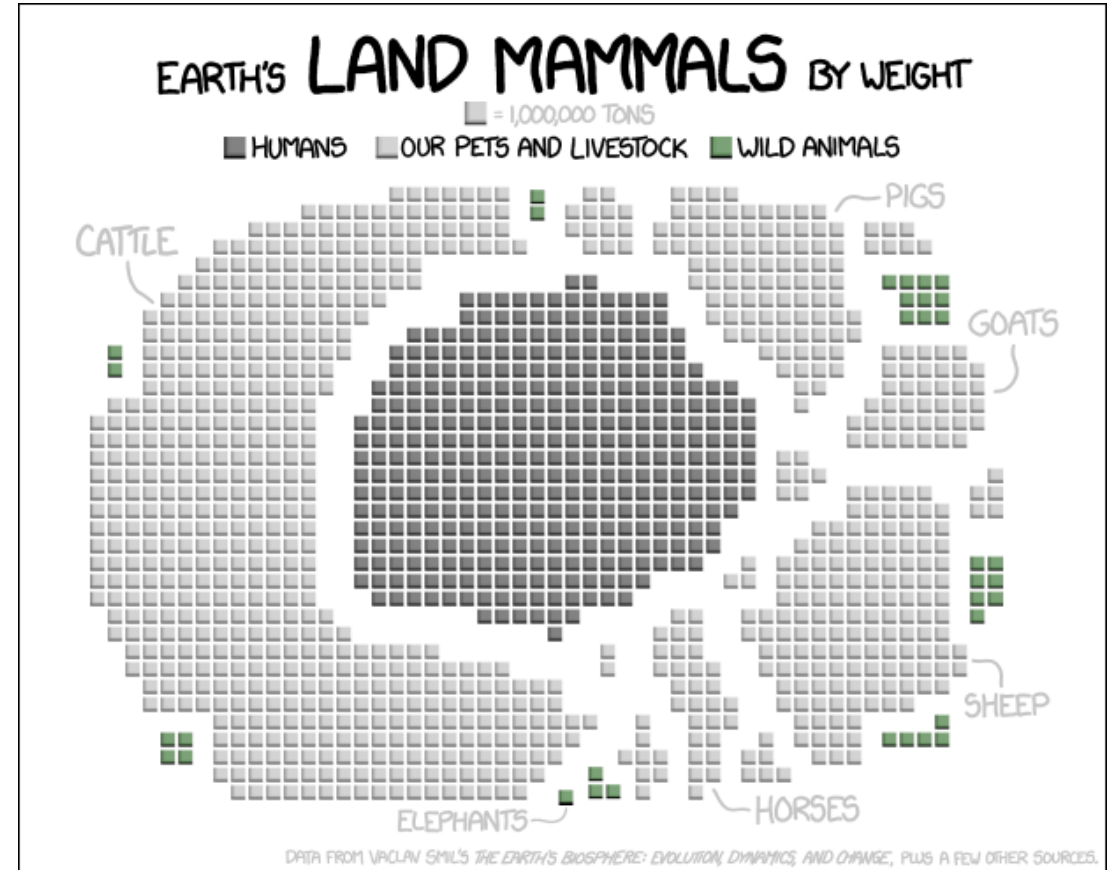 EARTH'S LAND MAMMALS BY WEIGHT
= 1,000,000 TONS
HUMANS OUR PETS AND LIVESTOCK WILD ANIMALS
PIGS
CATTLE
GOATS
SHEEP
HORSES
ELEPHANTS
DATA FROM VACLAV SMIL'S THE EARTH'S BIOSPHERE: EVOLUTION, DYNAMICS, AND CHANGE, PLUS A FEW OTHER SOURCES.